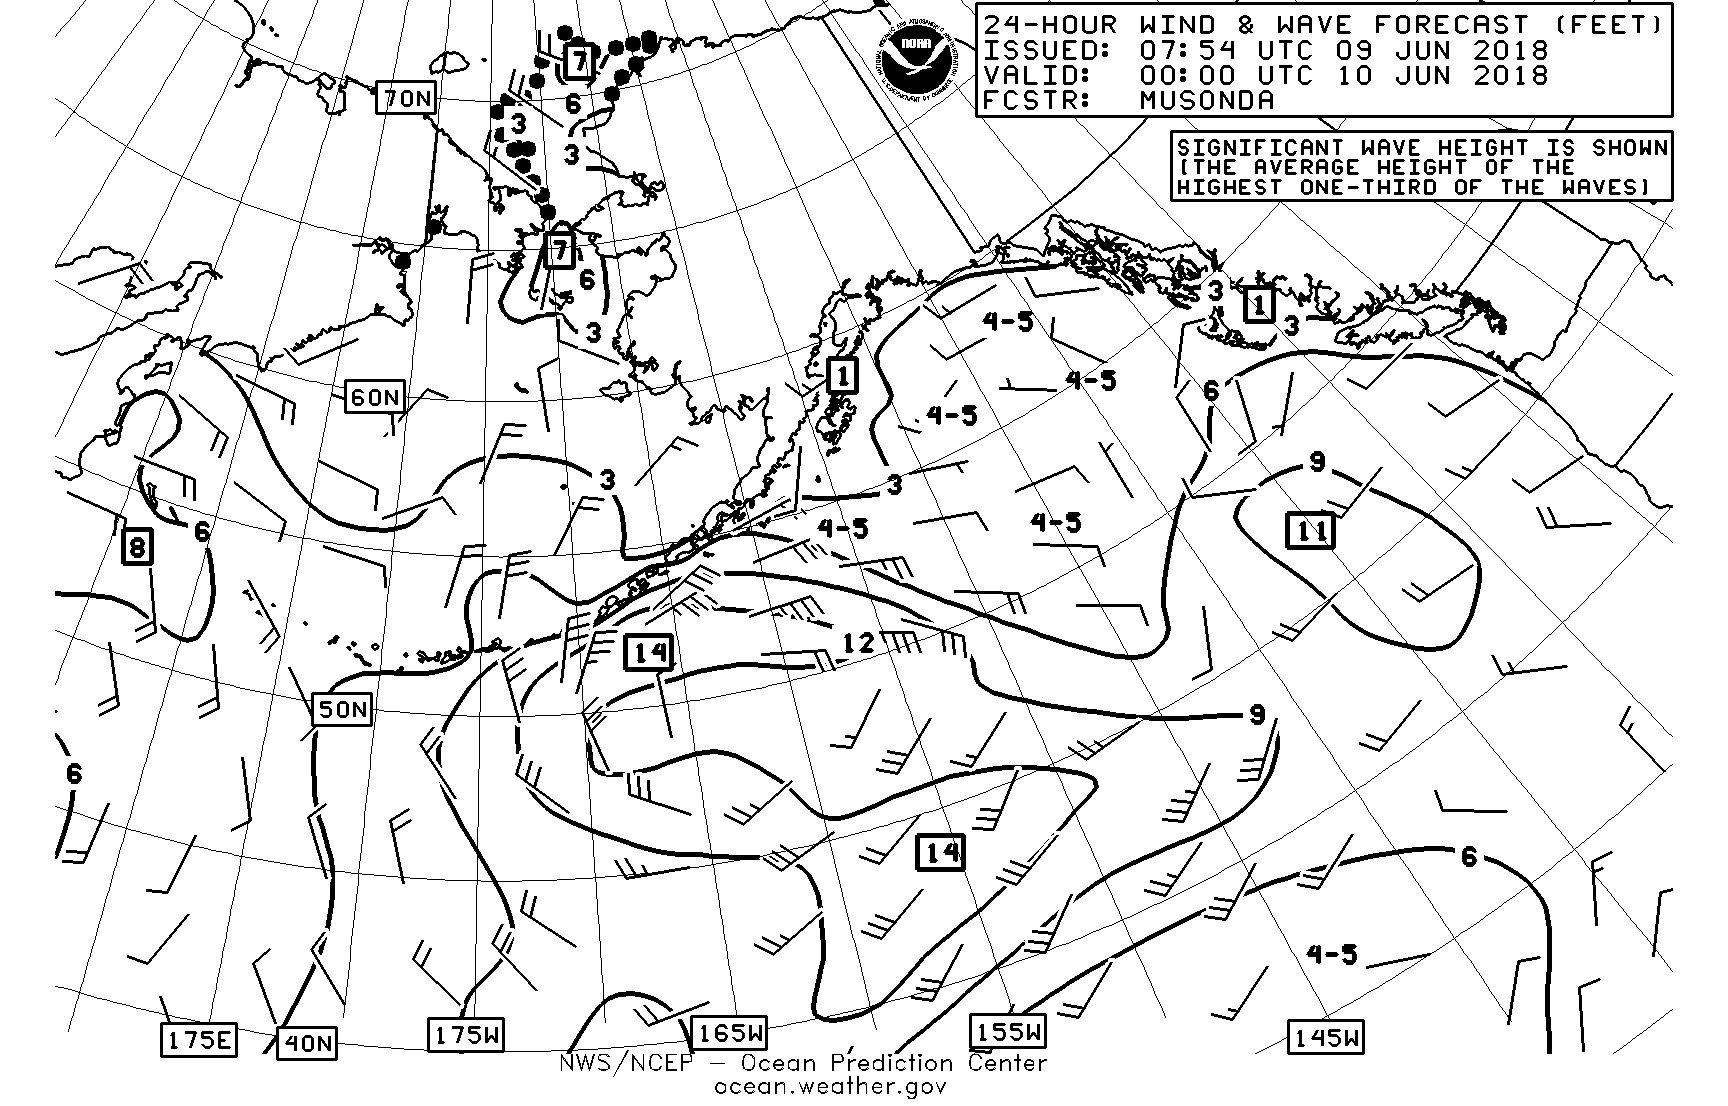 24-HOUR WIND & WAVE FORECAST (FEET)
ISSUED: 07:54 UTC 09 JUN 2018
VALID: 00:00 UTC 10 JUN 2018
FCSTR: MUSONDA
NOAA
SIGNIFICANT WAVE HEIGHT IS SHOWN
(THE AVERAGE HEIGHT OF THE
HIGHEST ONE-THIRD OF THE WAVES)
7
70N
6
3
3
7
6
3
3
1
3
4-5
1
4-5
6
60N
4-5
9
3
3
4-5
4-5
6
11
8
12
14
50N
9
6
14
6
4-5
175E
40N
175W
165W
155W
145W
NWS/NCEP – Ocean Prediction Center
ocean.weather.gov